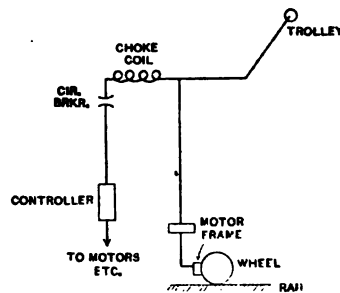 TROLLEY
CHOKE
COIL
CIR.
BRKR.
CONTROLLER
MOTOR
FRAME
TO MOTORS
ETC.
WHEEL
RAIL